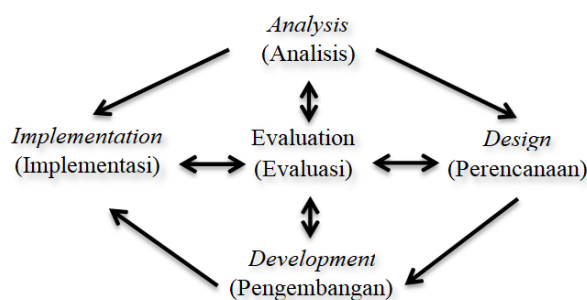 Analysis
(Analisis)
Implementation
(Implementasi)
Evaluation
(Evaluasi)
Design
(Perencanaan)
Development
(Pengembangan)